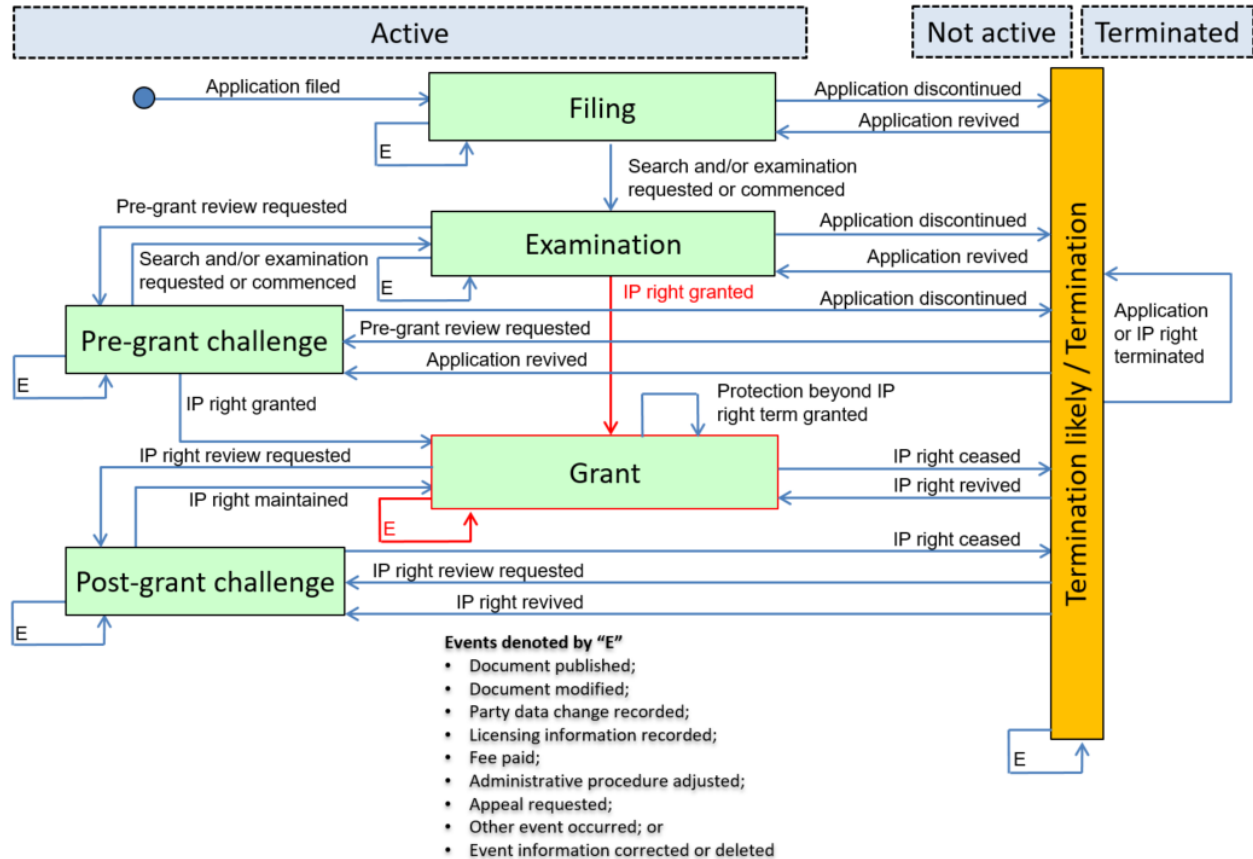 Active
Not active
Terminated
Application filed
Filing
Application discontinued
Application revived
E
Search and/or examination
requested or commenced
Pre-grant review requested
Examination
Application discontinued
Application revived
Search and/or examination
requested or commenced
E
IP right granted
Application discontinued
Pre-grant challenge
Pre-grant review requested
Application revived
E
Application
or IP right
terminated
Termination likely / Termination
IP right granted
Protection beyond IP
right term granted
IP right review requested
Grant
IP right ceased
IP right revived
IP right maintained
E
IP right ceased
Post-grant challenge
IP right review requested
IP right revived
E
Events denoted by “E”
• Document published;
• Document modified;
• Party data change recorded;
• Licensing information recorded;
• Fee paid;
• Administrative procedure adjusted;
• Appeal requested;
• Other event occurred; or
• Event information corrected or deleted
E